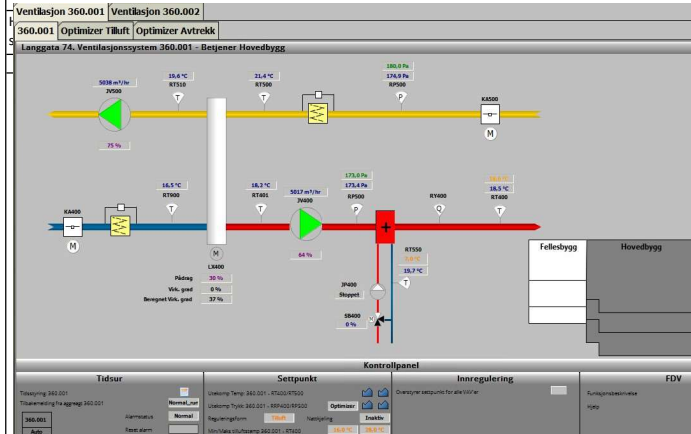 Ventilasjon 360.001 Ventilasjon 360.002
360.001 Optimizer Tilluft Optimizer Avtrekk
Langgata 74. Ventilasjonssystem 360.001 - Betjener Hovedbygg
180,0 Pa
5038 m³/hr 19,6 °C 21,4 °C 174,9 Pa
JV500 RT510 RT500 RP500 KA500
T T P
M
75 %
173,0 Pa
16,5 °C 18,2 °C 5017 m³/hr 173,4 Pa 18,5 °C
KA400 RT900 RT401 JV400 RP500 RY400 RT400
T T P Q T
M M
LX400
64 %
RT550
19,7 °C
T
Pådrag 30 %
Virk. grad 0 %
Beregnet Virk. grad 37 %
JP400
Stoppet
SB400
0 %
M
Fellesbygg Hovedbygg
Kontrollpanel
Tidsur Settpunkt Innregulering FDV
Tidsstyring 360.001
Tilbakemelding fra aggregat 360.001 Normal_net
Alarmstatus Normal
360.001
Auto
Reset alarm
Utekomp Temp 360.001 - RT400/RT500
Utekomp Trykk 360.001 - RRP400/RP500 Optimizer
Reguleringsform Tilluft Nattkjøling Inaktiv
Min/Maks tilluftstemp 360.001 - RT400 16,0 °C
Overstyrer settpunkt for alle VAV'er
Funksjonsbeskrivelse
Hjelp